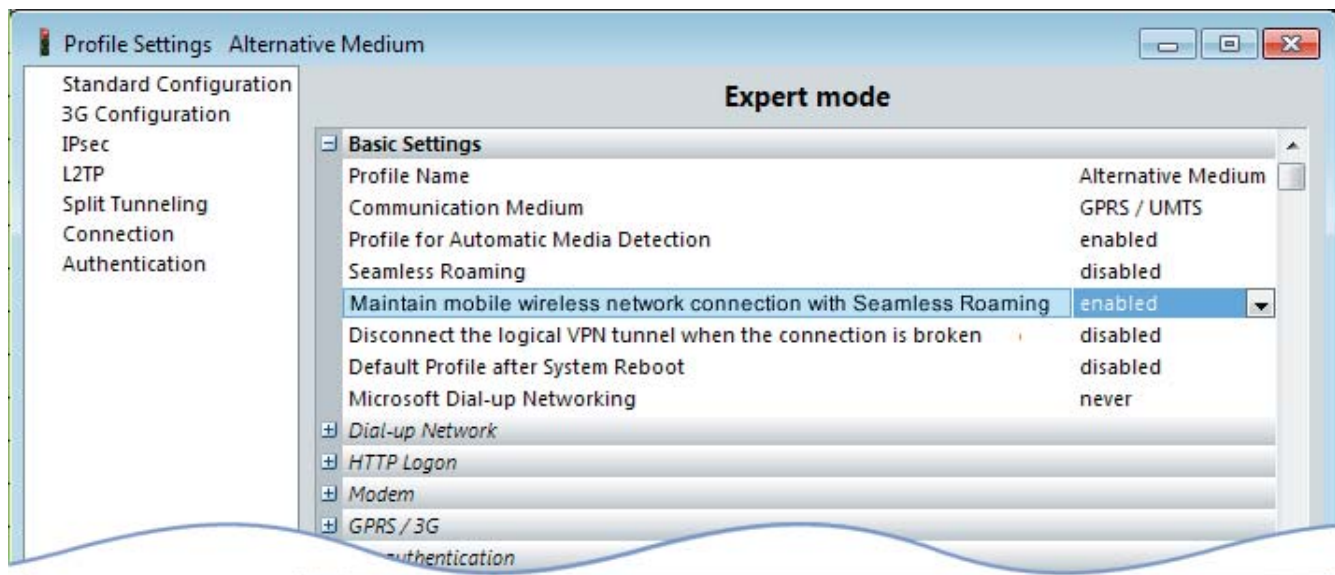 Profile Settings Alternative Medium
Standard Configuration
3G Configuration
IPsec
L2TP
Split Tunneling
Connection
Authentication
Expert mode
Basic Settings
Profile Name Alternative Medium
Communication Medium GPRS / UMTS
Profile for Automatic Media Detection enabled
Seamless Roaming disabled
Maintain mobile wireless network connection with Seamless Roaming enabled
Disconnect the logical VPN tunnel when the connection is broken disabled
Default Profile after System Reboot disabled
Microsoft Dial-up Networking never
Dial-up Network
HTTP Logon
Modem
GPRS / 3G